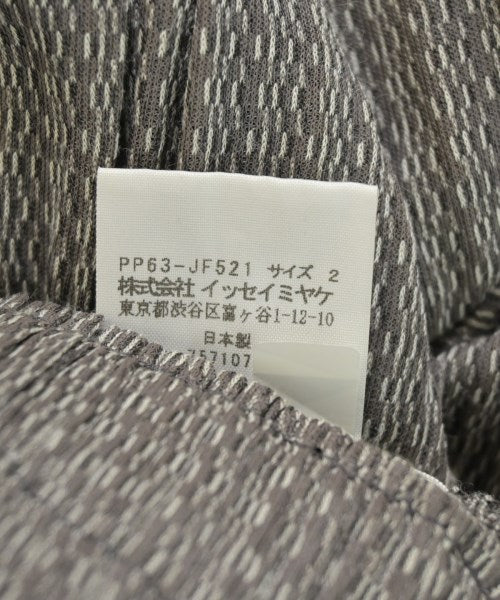 PP63-JF521 サイズ 2
株式会社 イッセイミヤケ
東京都渋谷区富ヶ谷1-12-10
日本製
757107